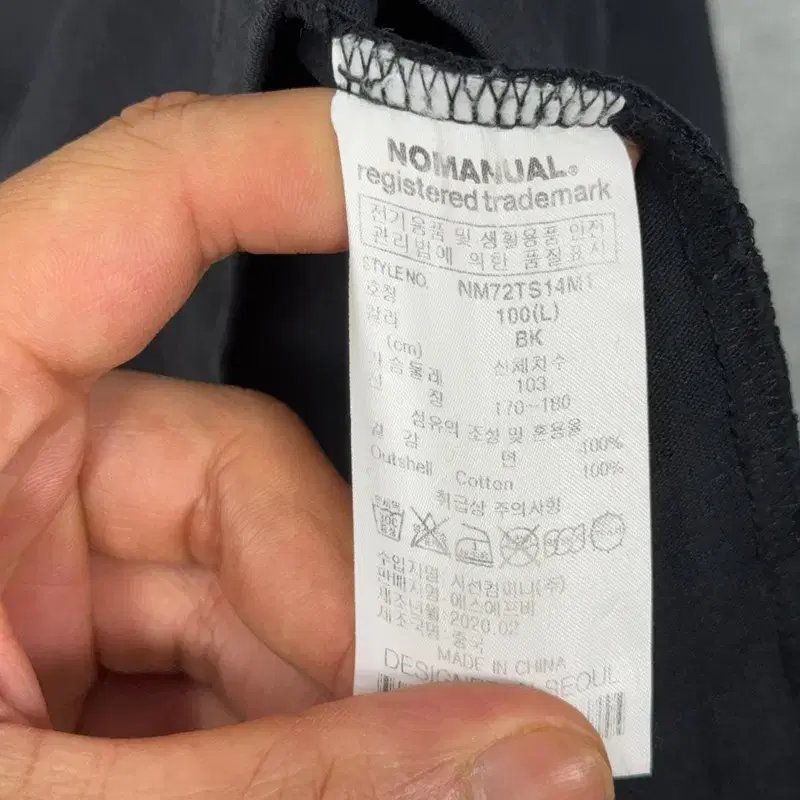 NOMANUAL®
registered trademark
전기용품 및 생활용품 안전
관리법에 의한 품질표시
STYLE NO. NM72TS14M1
호칭 100(L)
칼라 BK
(cm) 신체치수
가슴둘레 103
신장 170~180
섬유의 조성 및 혼용율
겉감 면 100%
Outshell Cotton 100%
취급상 주의사항
수입자명 시선컴퍼니(주)
판매자명 에스에프비
제조년월 2020.02
제조국명 중국
MADE IN CHINA
SEOUL